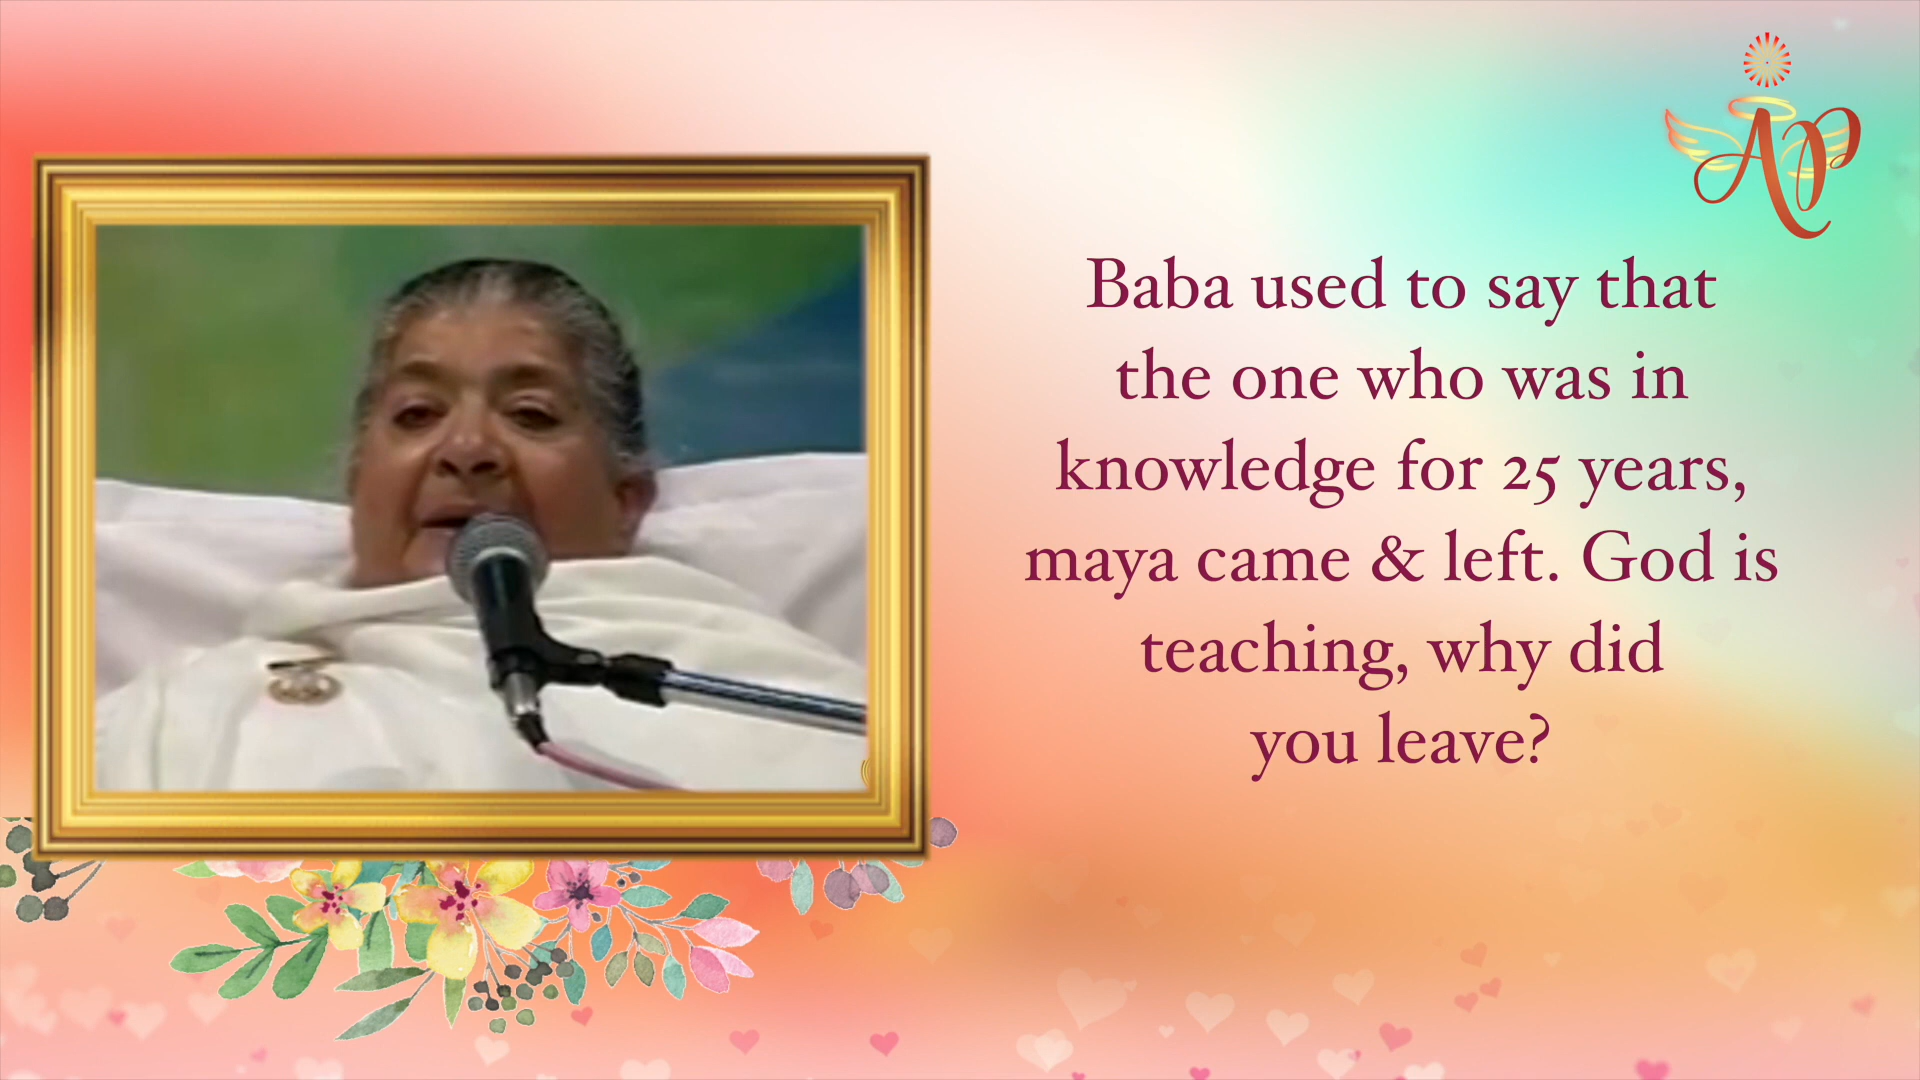 AP
Baba used to say that
the one who was in
knowledge for 25 years,
maya came & left. God is
teaching, why did
you leave?